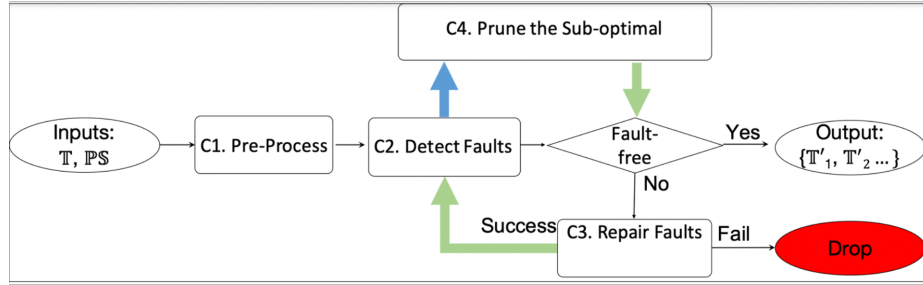 C4. Prune the Sub-optimal
Inputs:
𝕋, ℙ𝕊
C1. Pre-Process
C2. Detect Faults
Fault-
free
Yes
Output:
{𝕋′₁, 𝕋′₂ ...}
No
Success
C3. Repair Faults
Fail
Drop